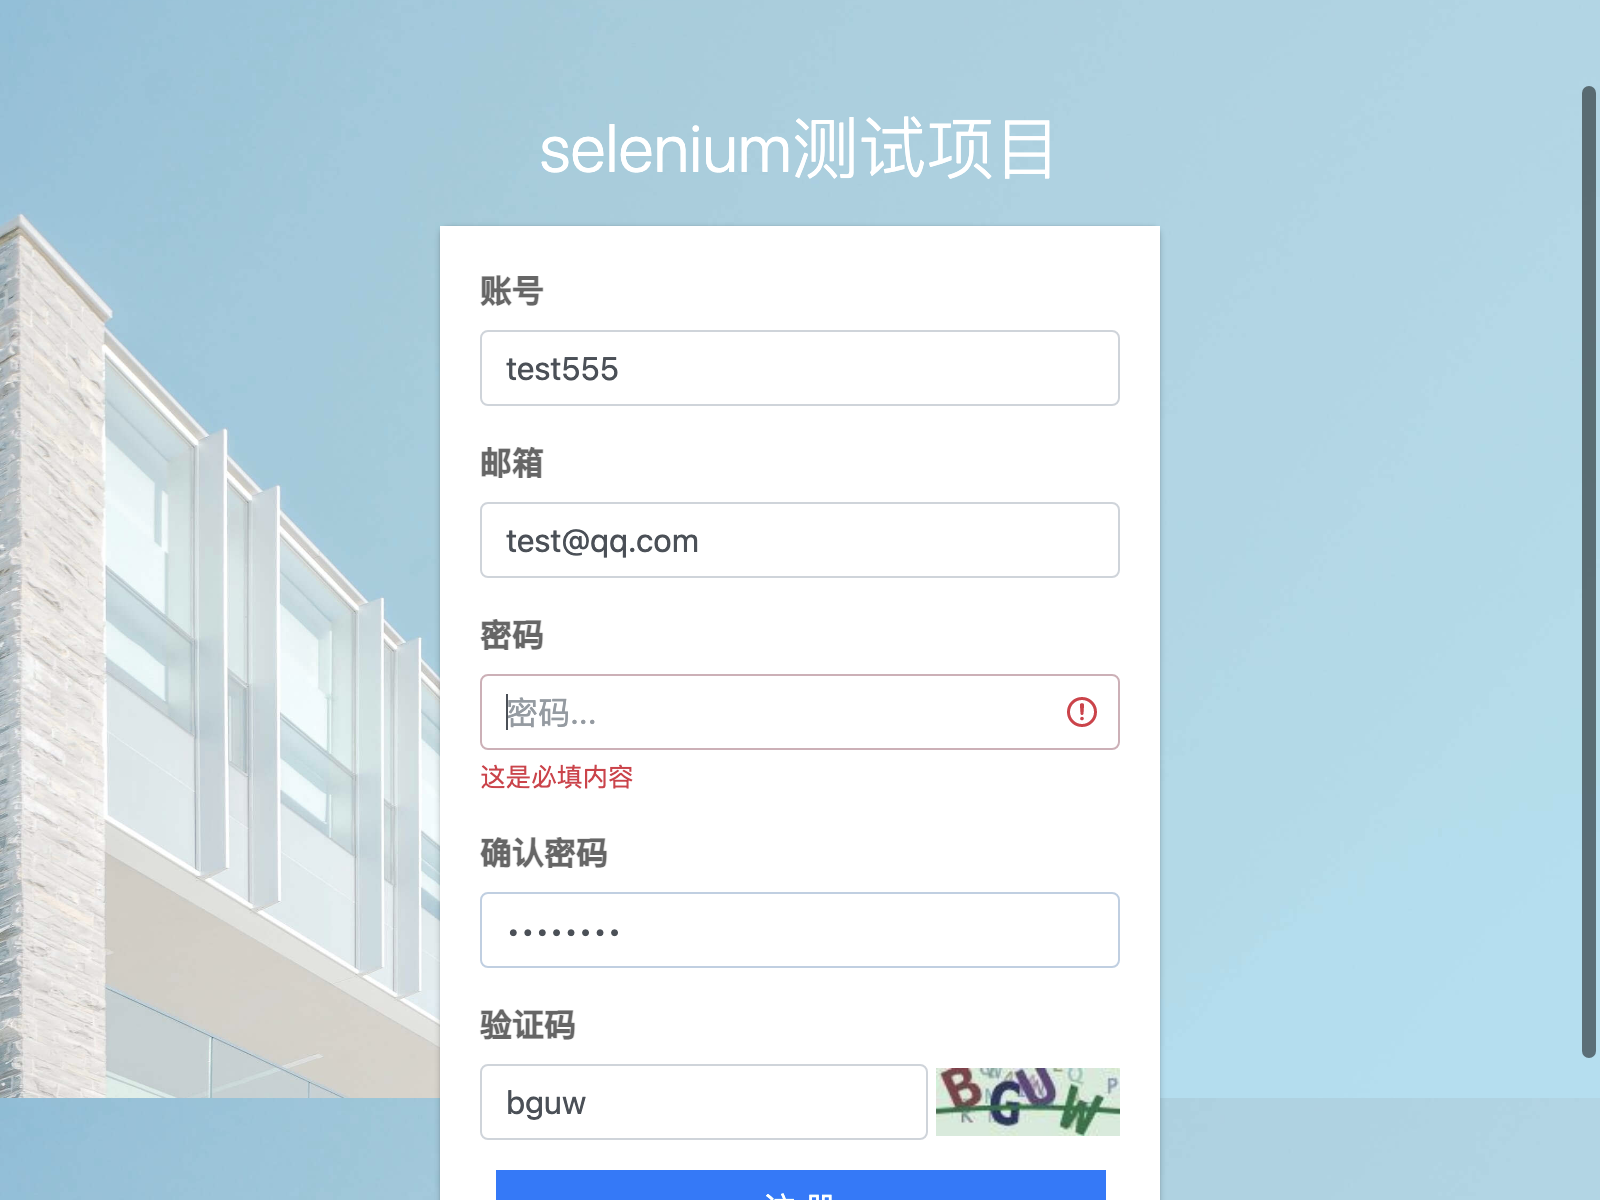 selenium测试项目
账号
test555
邮箱
test@qq.com
密码
密码...
这是必填内容
确认密码
••••••••
验证码
bguw
BGUW
注 册